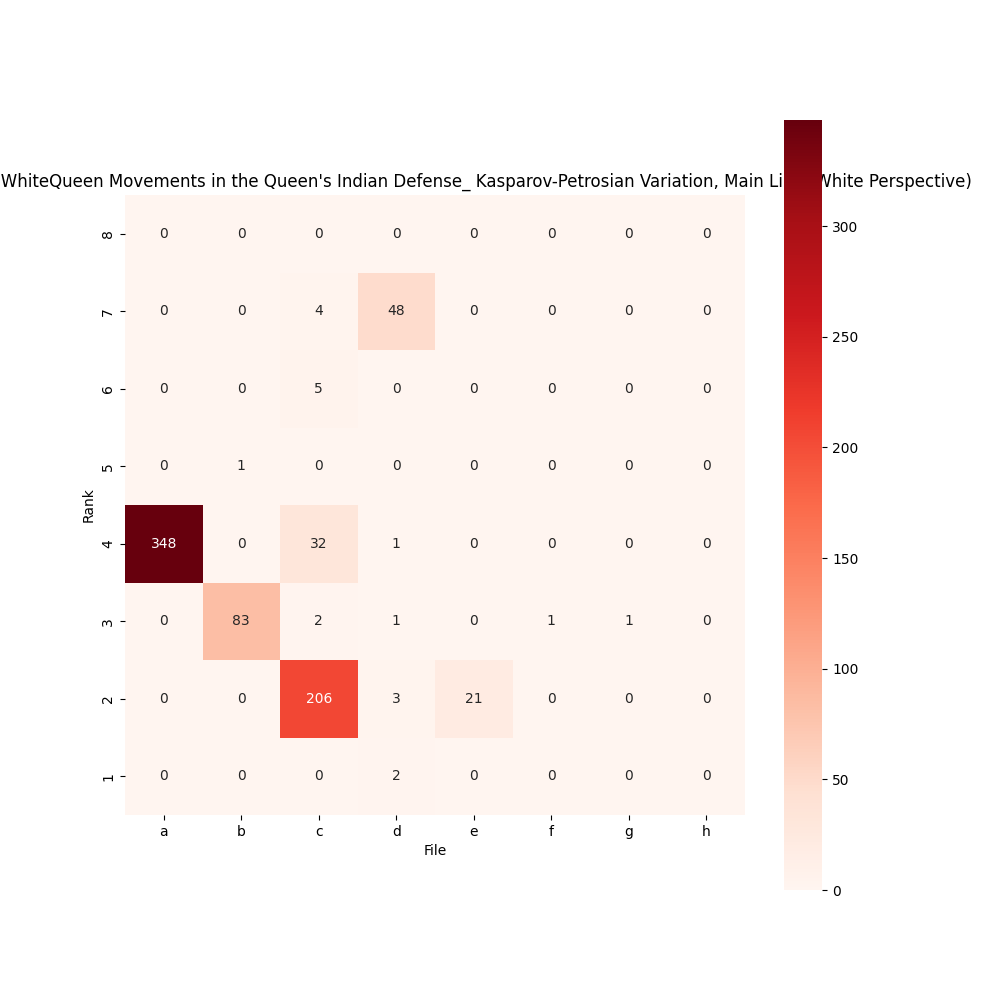 WhiteQueen Movements in the Queen's Indian Defense_ Kasparov-Petrosian Variation, Main Li White Perspective)
8 0 0 0 0 0 0 0 0
7 0 0 4 48 0 0 0 0
6 0 0 5 0 0 0 0 0
5 0 1 0 0 0 0 0 0
Rank
4 348 0 32 1 0 0 0 0
3 0 83 2 1 0 1 1 0
2 0 0 206 3 21 0 0 0
1 0 0 0 2 0 0 0 0
a b c d e f g h
File
300
250
200
150
100
50
0